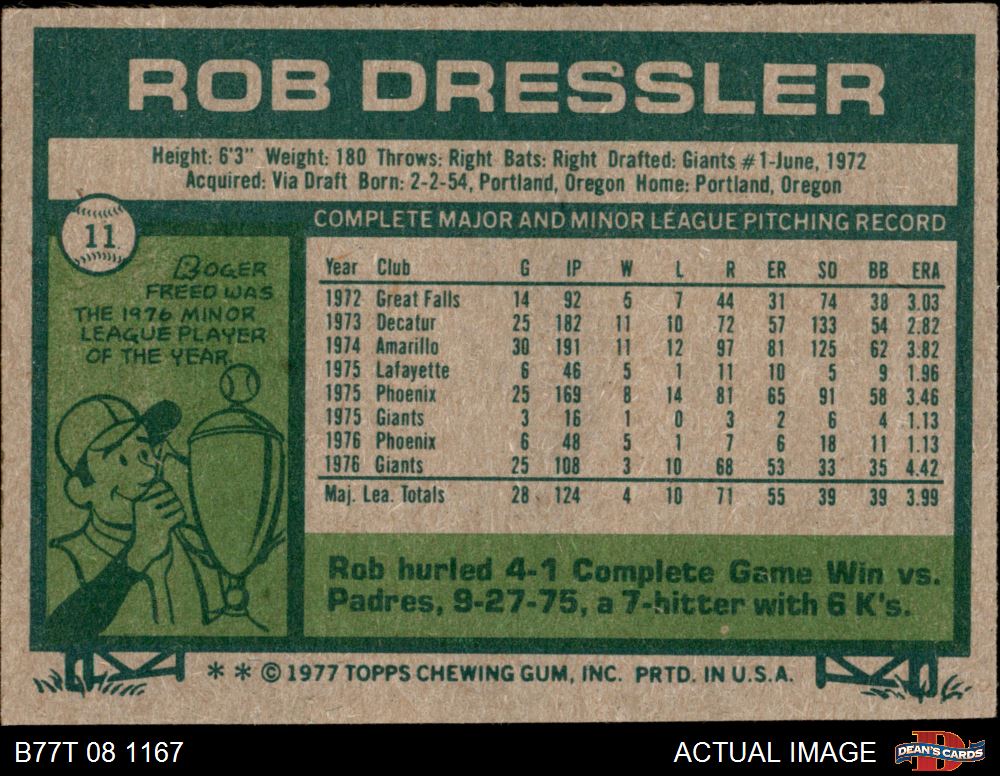 ROB DRESSLER
Height: 6'3" Weight: 180 Throws: Right Bats: Right Drafted: Giants #1-June, 1972
Acquired: Via Draft Born: 2-2-54, Portland, Oregon Home: Portland, Oregon
11
COMPLETE MAJOR AND MINOR LEAGUE PITCHING RECORD
ROGER
FREED WAS
THE 1976 MINOR
LEAGUE PLAYER
OF THE YEAR.
Year Club G IP W L R ER SO BB ERA
1972 Great Falls 14 92 5 7 44 31 74 38 3.03
1973 Decatur 25 182 11 10 72 57 133 54 2.82
1974 Amarillo 30 191 11 12 97 81 125 62 3.82
1975 Lafayette 6 46 5 1 11 10 5 9 1.96
1975 Phoenix 25 169 8 14 81 65 91 58 3.46
1975 Giants 3 16 1 0 3 2 6 4 1.13
1976 Phoenix 6 48 5 1 7 6 18 11 1.13
1976 Giants 25 108 3 10 68 53 33 35 4.42
Maj. Lea. Totals 28 124 4 10 71 55 39 39 3.99
Rob hurled 4-1 Complete Game Win vs.
Padres, 9-27-75, a 7-hitter with 6 K's.
** © 1977 TOPPS CHEWING GUM, INC. PRTD. IN U.S.A.
B77T 08 1167
ACTUAL IMAGE
D
DEAN'S CARDS